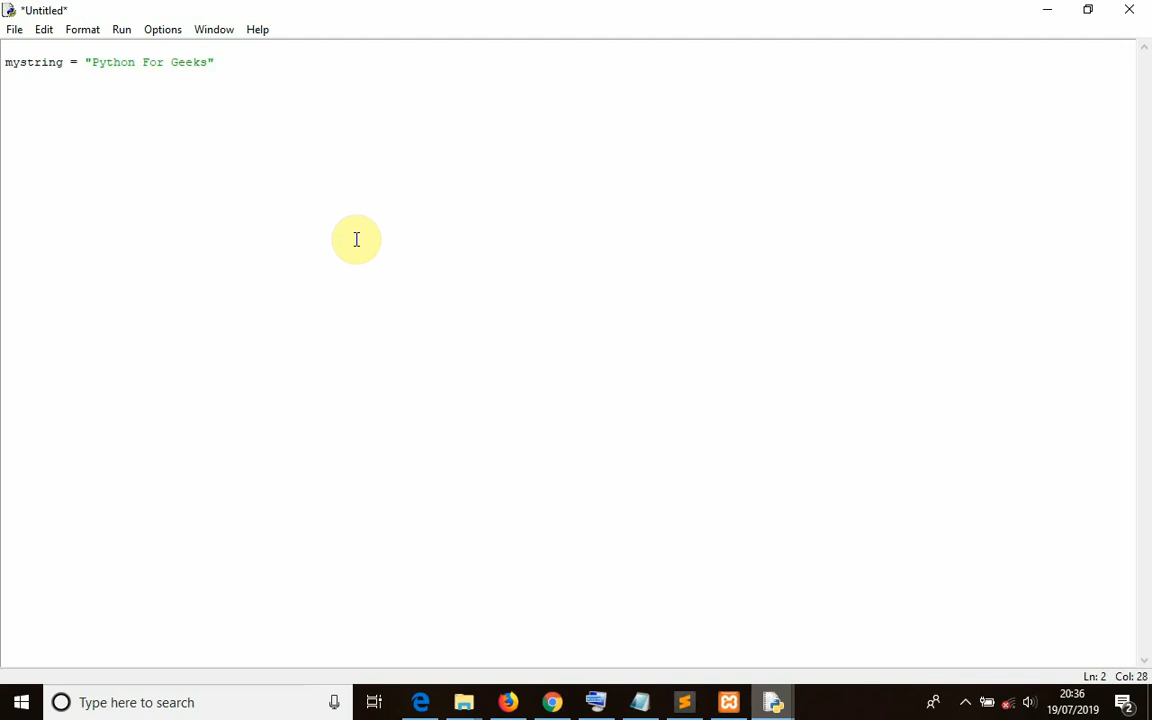 *Untitled*
File Edit Format Run Options Window Help
mystring = "Python For Geeks"
Ln: 2 Col: 28
Type here to search
20:36
19/07/2019
2